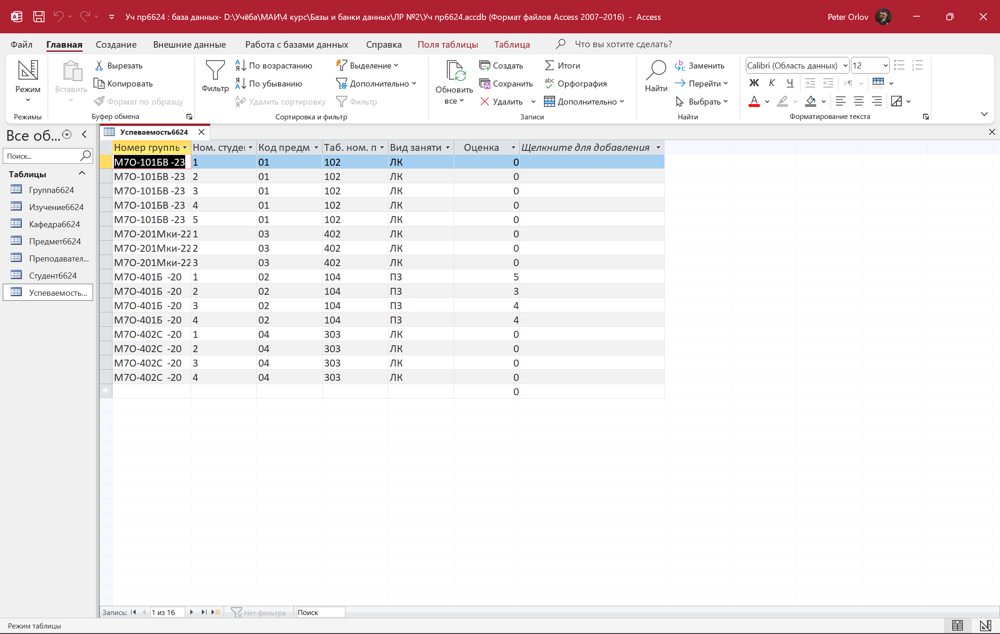 Уч пр6624 : база данных- D:\Учёба\МАИ\4 курс\Базы и банки данных\ЛР №2\Уч пр6624.accdb (Формат файлов Access 2007–2016) - Access
Peter Orlov
Файл Главная Создание Внешние данные Работа с базами данных Справка Поля таблицы Таблица Что вы хотите сделать?
Режим
Режимы
Вставить
Вырезать
Копировать
Формат по образцу
Буфер обмена
Фильтр
По возрастанию
По убыванию
Удалить сортировку
Выделение
Дополнительно
Фильтр
Сортировка и фильтр
Обновить
все
Создать
Сохранить
Удалить
Итоги
Орфография
Дополнительно
Записи
Найти
Заменить
Перейти
Выбрать
Найти
Calibri (Область данных) 12
Ж К Ч
Форматирование текста
Все об...
Поиск...
Таблицы
Группа6624
Изучение6624
Кафедра6624
Предмет6624
Преподавател...
Студент6624
Успеваемость...
Успеваемость6624
Номер группы Ном. студе Код предм Таб. ном. п Вид заняти Оценка Щелкните для добавления
М7О-101БВ -23 1 01 102 ЛК 0
М7О-101БВ -23 2 01 102 ЛК 0
М7О-101БВ -23 3 01 102 ЛК 0
М7О-101БВ -23 4 01 102 ЛК 0
М7О-101БВ -23 5 01 102 ЛК 0
М7О-201Мки-22 1 03 402 ЛК 0
М7О-201Мки-22 2 03 402 ЛК 0
М7О-201Мки-22 3 03 402 ЛК 0
М7О-401Б -20 1 02 104 ПЗ 5
М7О-401Б -20 2 02 104 ПЗ 3
М7О-401Б -20 3 02 104 ПЗ 4
М7О-401Б -20 4 02 104 ПЗ 4
М7О-402С -20 1 04 303 ЛК 0
М7О-402С -20 2 04 303 ЛК 0
М7О-402С -20 3 04 303 ЛК 0
М7О-402С -20 4 04 303 ЛК 0
0
Запись: 1 из 16 Нет фильтра Поиск
Режим таблицы